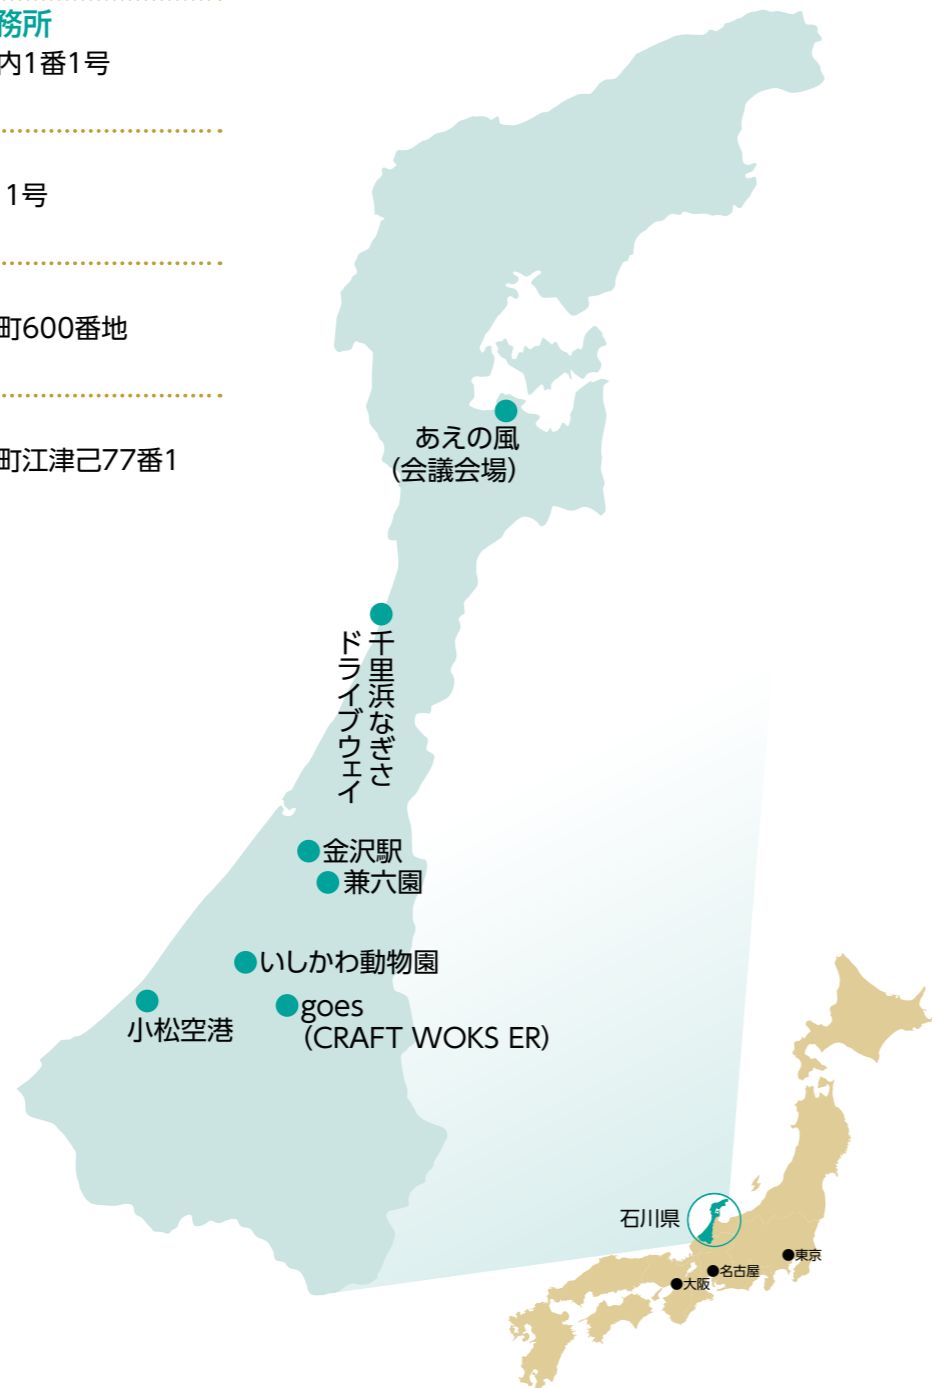 務所
内1番1号
1号
町600番地
町江津己77番1
あえの風
(会議会場)
千里浜なぎさ
ドライブウェイ
金沢駅
兼六園
いしかわ動物園
goes
(CRAFT WOKS ER)
小松空港
石川県
東京
名古屋
大阪